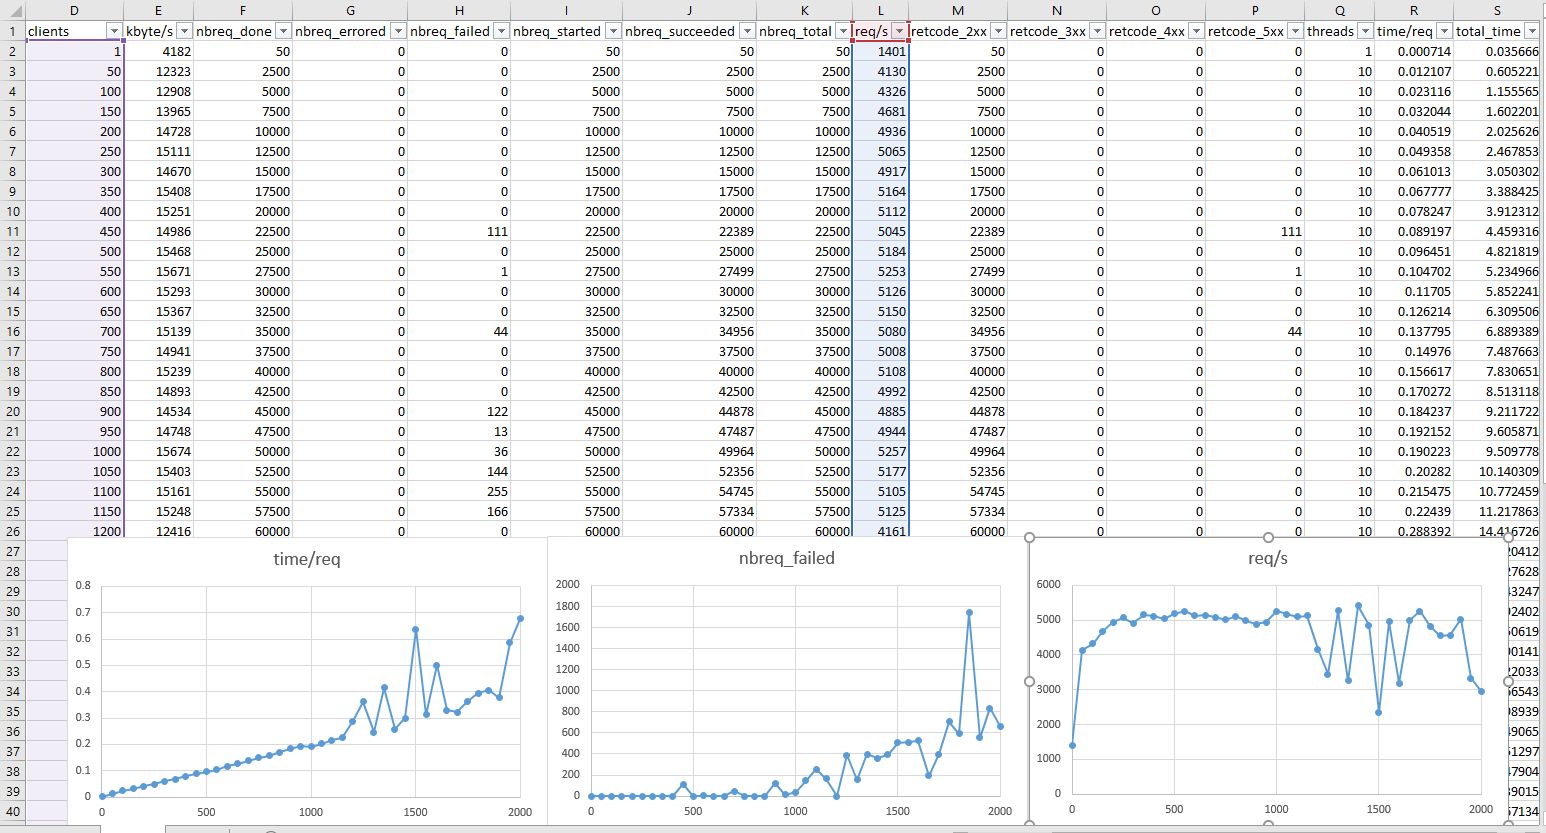 D E F G H I J K L M N O P Q R S
1 clients kbyte/s nbreq_done nbreq_errored nbreq_failed nbreq_started nbreq_succeeded nbreq_total req/s retcode_2xx retcode_3xx retcode_4xx retcode_5xx threads time/req total_time
2 1 4182 50 0 0 50 50 50 1401 50 0 0 0 1 0.000714 0.035666
3 50 12323 2500 0 0 2500 2500 2500 4130 2500 0 0 0 10 0.012107 0.605221
4 100 12908 5000 0 0 5000 5000 5000 4326 5000 0 0 0 10 0.023116 1.155565
5 150 13965 7500 0 0 7500 7500 7500 4681 7500 0 0 0 10 0.032044 1.602201
6 200 14728 10000 0 0 10000 10000 10000 4936 10000 0 0 0 10 0.040519 2.025626
7 250 15111 12500 0 0 12500 12500 12500 5065 12500 0 0 0 10 0.049358 2.467853
8 300 14670 15000 0 0 15000 15000 15000 4917 15000 0 0 0 10 0.061013 3.050302
9 350 15408 17500 0 0 17500 17500 17500 5164 17500 0 0 0 10 0.067777 3.388425
10 400 15251 20000 0 0 20000 20000 20000 5112 20000 0 0 0 10 0.078247 3.912312
11 450 14986 22500 0 111 22500 22389 22500 5045 22389 0 0 111 10 0.089197 4.459316
12 500 15468 25000 0 0 25000 25000 25000 5184 25000 0 0 0 10 0.096451 4.821819
13 550 15671 27500 0 1 27500 27499 27500 5253 27499 0 0 1 10 0.104702 5.234966
14 600 15293 30000 0 0 30000 30000 30000 5126 30000 0 0 0 10 0.11705 5.852241
15 650 15367 32500 0 0 32500 32500 32500 5150 32500 0 0 0 10 0.126214 6.309506
16 700 15139 35000 0 44 35000 34956 35000 5080 34956 0 0 44 10 0.137795 6.889389
17 750 14941 37500 0 0 37500 37500 37500 5008 37500 0 0 0 10 0.14976 7.487663
18 800 15239 40000 0 0 40000 40000 40000 5108 40000 0 0 0 10 0.156617 7.830651
19 850 14893 42500 0 0 42500 42500 42500 4992 42500 0 0 0 10 0.170272 8.513118
20 900 14534 45000 0 122 45000 44878 45000 4885 44878 0 0 0 10 0.184237 9.211722
21 950 14748 47500 0 13 47500 47487 47500 4944 47487 0 0 0 10 0.192152 9.605871
22 1000 15674 50000 0 36 50000 49964 50000 5257 49964 0 0 0 10 0.190223 9.509778
23 1050 15403 52500 0 144 52500 52356 52500 5177 52356 0 0 0 10 0.20282 10.140309
24 1100 15161 55000 0 255 55000 54745 55000 5105 54745 0 0 0 10 0.215475 10.772459
25 1150 15248 57500 0 166 57500 57334 57500 5125 57334 0 0 0 10 0.22439 11.217863
26 1200 12416 60000 0 0 60000 60000 60000 4161 60000 0 0 0 10 0.288392 14.416726
27
28
29
30
31
32
33
34
35
36
37
38
39
40
time/req
0.8
0.7
0.6
0.5
0.4
0.3
0.2
0.1
0
0 500 1000 1500 2000
nbreq_failed
2000
1800
1600
1400
1200
1000
800
600
400
200
0
0 500 1000 1500 2000
req/s
6000
5000
4000
3000
2000
1000
0
0 500 1000 1500 2000